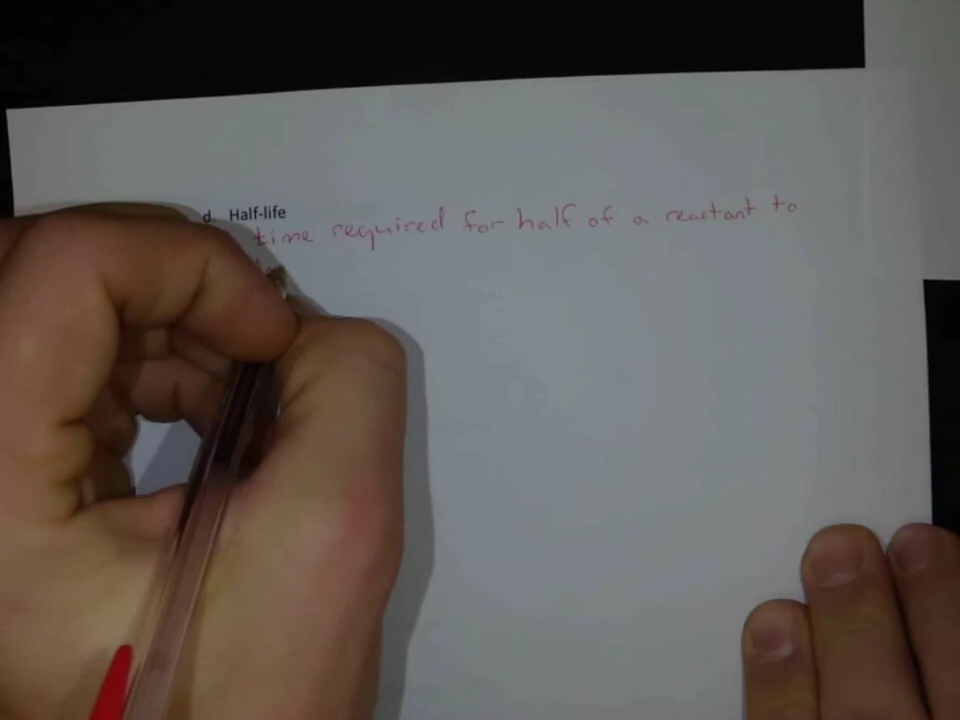 d. Half-life
time required for half of a reactant to